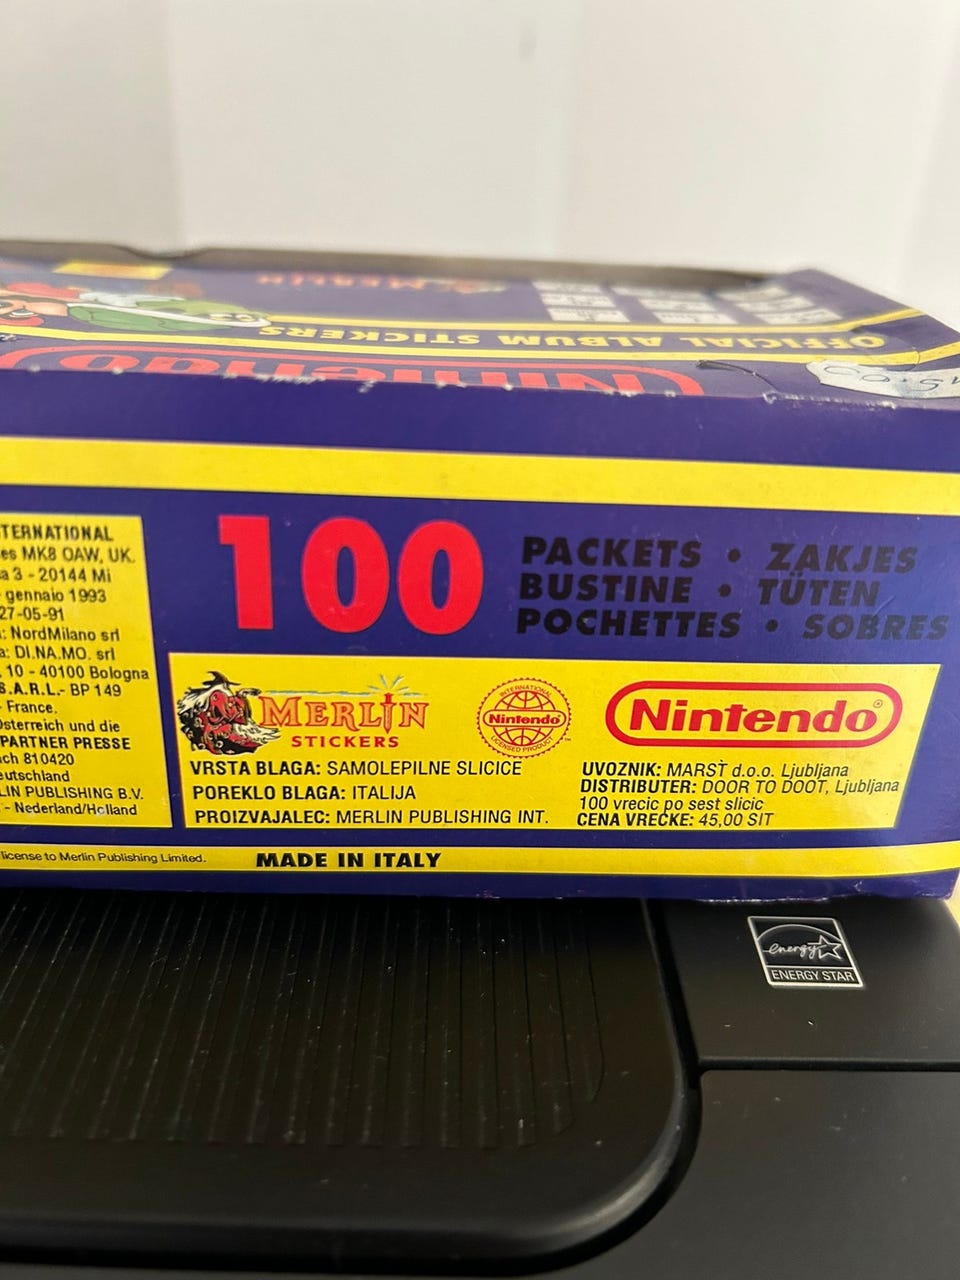 MERLIN
OFFICIAL ALBUM STICKERS
Nintendo
TERNATIONAL
es MK8 OAW, UK.
a 3 - 20144 Mi
gennaio 1993
27-05-91
: NordMilano srl
a: DI.NA.MO. srl
, 10 - 40100 Bologna
S.A.R.L.- BP 149
- France.
Österreich und die
PARTNER PRESSE
ach 810420
eutschland
LIN PUBLISHING B.V.
- Nederland/Holland
license to Merlin Publishing Limited.
MADE IN ITALY
100
PACKETS • ZAKJES
BUSTINE • TÜTEN
POCHETTES • SOBRES
MERLIN
STICKERS
VRSTA BLAGA: SAMOLEPILNE SLICICE
POREKLO BLAGA: ITALIJA
PROIZVAJALEC: MERLIN PUBLISHING INT.
INTERNATIONAL
Nintendo
LICENSED PRODUCT
™
Nintendo®
UVOZNIK: MARST d.o.o. Ljubljana
DISTRIBUTER: DOOR TO DOOT, Ljubljana
100 vrecic po sest slicic
CENA VREČKE: 45,00 SIT
energy
ENERGY STAR